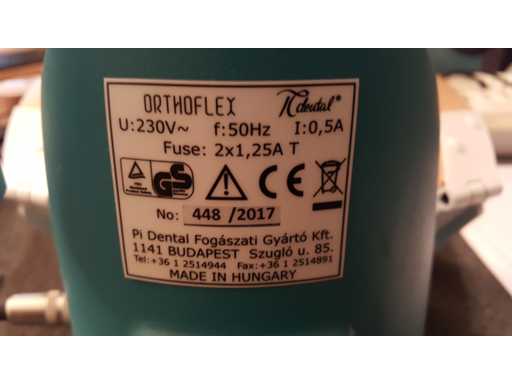 ORTHOFLEX π dental®
U:230V~ f:50Hz I:0,5A
Fuse: 2x1,25A T
GS CE
No: 448 /2017
Pi Dental Fogászati Gyártó Kft.
1141 BUDAPEST Szugló u. 85.
Tel:+36 1 2514944 Fax:+36 1 2514891
MADE IN HUNGARY